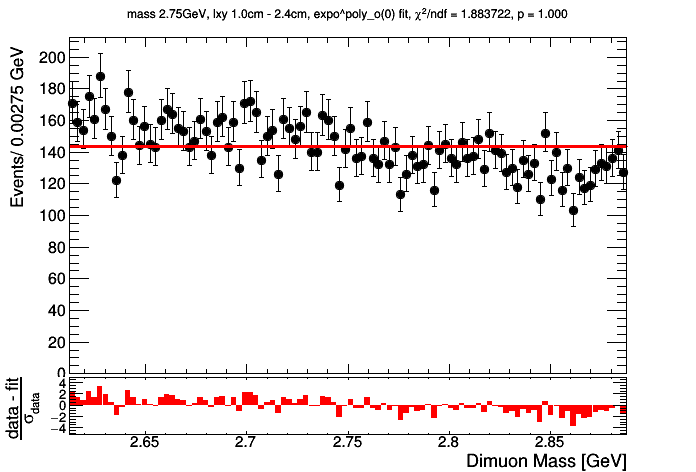 mass 2.75GeV, lxy 1.0cm - 2.4cm, expo^poly_o(0) fit, χ²/ndf = 1.883722, p = 1.000
Events/ 0.00275 GeV
200
180
160
140
120
100
80
60
40
20
0
data - fit
σdata
4
2
0
−2
−4
2.65 2.7 2.75 2.8 2.85
Dimuon Mass [GeV]